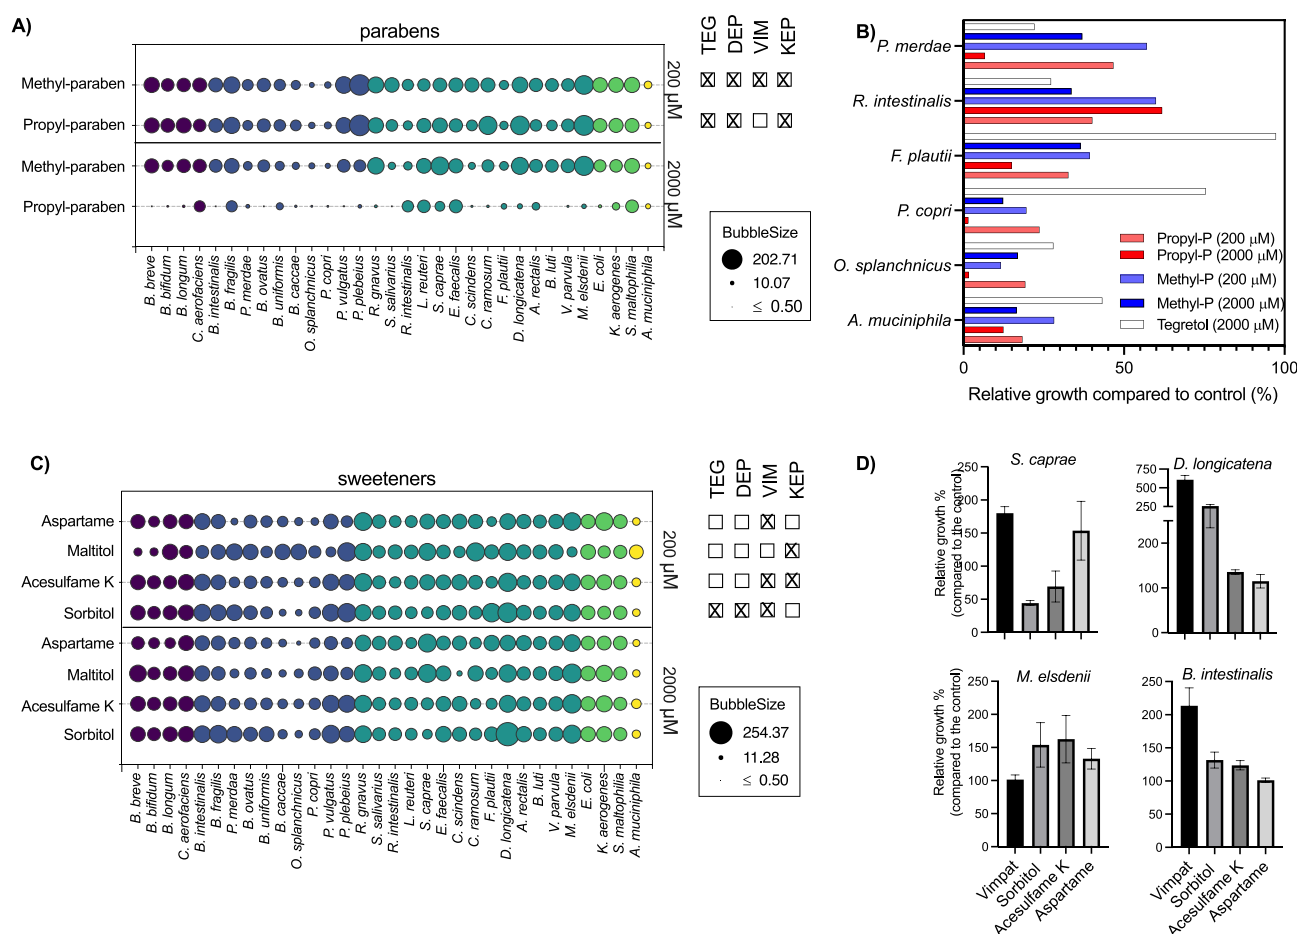 A)
parabens
TEG
DEP
VIM
KEP
Methyl-paraben
Propyl-paraben
200 µM
Methyl-paraben
Propyl-paraben
2000 µM
B. breve
B. bifidum
B. longum
C. aerofaciens
B. intestinalis
B. fragilis
P. merdae
B. ovatus
B. uniformis
B. caccae
O. splanchnicus
P. copri
P. vulgatus
P. plebeius
R. gnavus
S. salivarius
R. intestinalis
L. reuteri
S. caprae
E. faecalis
C. scindens
C. ramosum
F. plautii
D. longicatena
A. rectalis
B. luti
V. parvula
M. elsdenii
E. coli
K. aerogenes
S. maltophilia
A. muciniphila
BubbleSize
202.71
10.07
≤ 0.50
B)
P. merdae
R. intestinalis
F. plautii
P. copri
O. splanchnicus
A. muciniphila
Propyl-P (200 µM)
Propyl-P (2000 µM)
Methyl-P (200 µM)
Methyl-P (2000 µM)
Tegretol (2000 µM)
0 50 100
Relative growth compared to control (%)
C)
sweeteners
TEG
DEP
VIM
KEP
Aspartame
Maltitol
Acesulfame K
Sorbitol
200 µM
Aspartame
Maltitol
Acesulfame K
Sorbitol
2000 µM
B. breve
B. bifidum
B. longum
C. aerofaciens
B. intestinalis
B. fragilis
P. merdaa
B. ovatus
B. uniformis
B. caccae
O. splanchnicus
P. copri
P. vulgatus
P. plebeius
R. gnavus
S. salivarius
R. intestinalis
L. reuteri
S. caprae
E. faecalis
C. scindens
C. ramosum
F. plautii
D. longicatena
A. rectalis
B. luti
V. parvula
M. elsdenii
E. coli
K. aerogenes
S. maltophilia
A. muciniphila
BubbleSize
254.37
11.28
≤ 0.50
D)
S. caprae
Relative growth %
(compared to the control)
250
200
150
100
50
0
D. longicatena
750
500
250
200
100
0
M. elsdenii
Relative growth %
(compared to the control)
250
200
150
100
50
0
Vimpat
Sorbitol
Acesulfame K
Aspartame
B. intestinalis
250
200
150
100
50
0
Vimpat
Sorbitol
Acesulfame K
Aspartame